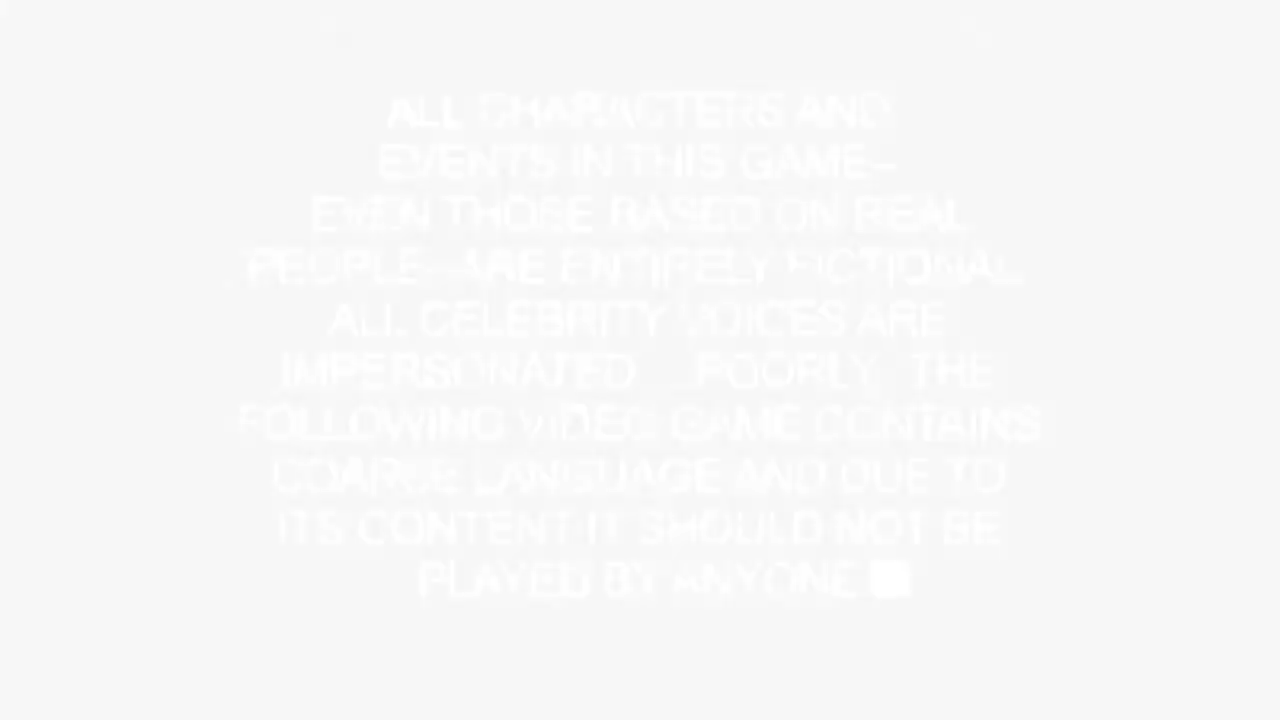 ALL CHARACTERS AND
EVENTS IN THIS GAME–
EVEN THOSE BASED ON REAL
PEOPLE–ARE ENTIRELY FICTIONAL.
ALL CELEBRITY VOICES ARE
IMPERSONATED.....POORLY. THE
FOLLOWING VIDEO GAME CONTAINS
COARSE LANGUAGE AND DUE TO
ITS CONTENT IT SHOULD NOT BE
PLAYED BY ANYONE ■